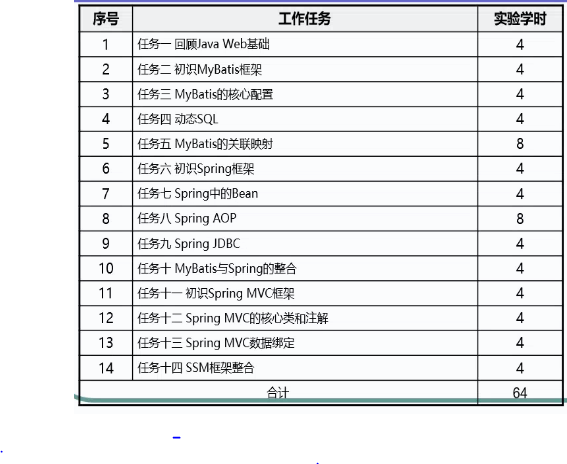 序号 工作任务 实验学时
1 任务一 回顾Java Web基础 4
2 任务二 初识MyBatis框架 4
3 任务三 MyBatis的核心配置 4
4 任务四 动态SQL 4
5 任务五 MyBatis的关联映射 8
6 任务六 初识Spring框架 4
7 任务七 Spring中的Bean 4
8 任务八 Spring AOP 8
9 任务九 Spring JDBC 4
10 任务十 MyBatis与Spring的整合 4
11 任务十一 初识Spring MVC框架 4
12 任务十二 Spring MVC的核心类和注解 4
13 任务十三 Spring MVC数据绑定 4
14 任务十四 SSM框架整合 4
合计 64